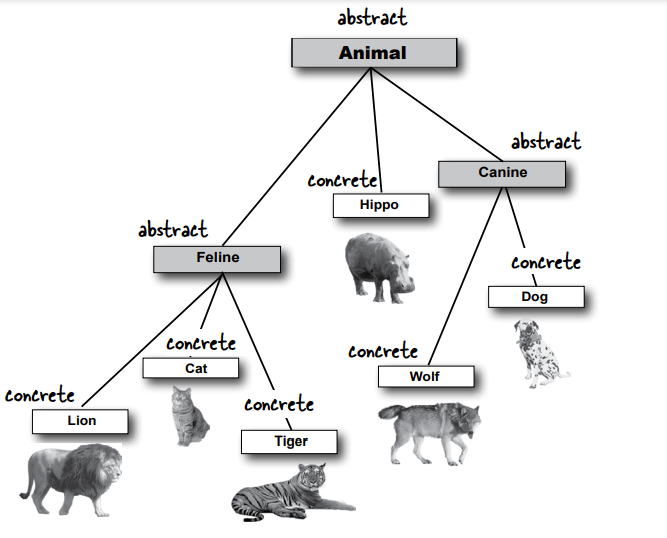 abstract
Animal
abstract
Canine
concrete
Hippo
abstract
Feline
concrete
Dog
concrete
Cat
concrete
Wolf
concrete
Lion
concrete
Tiger